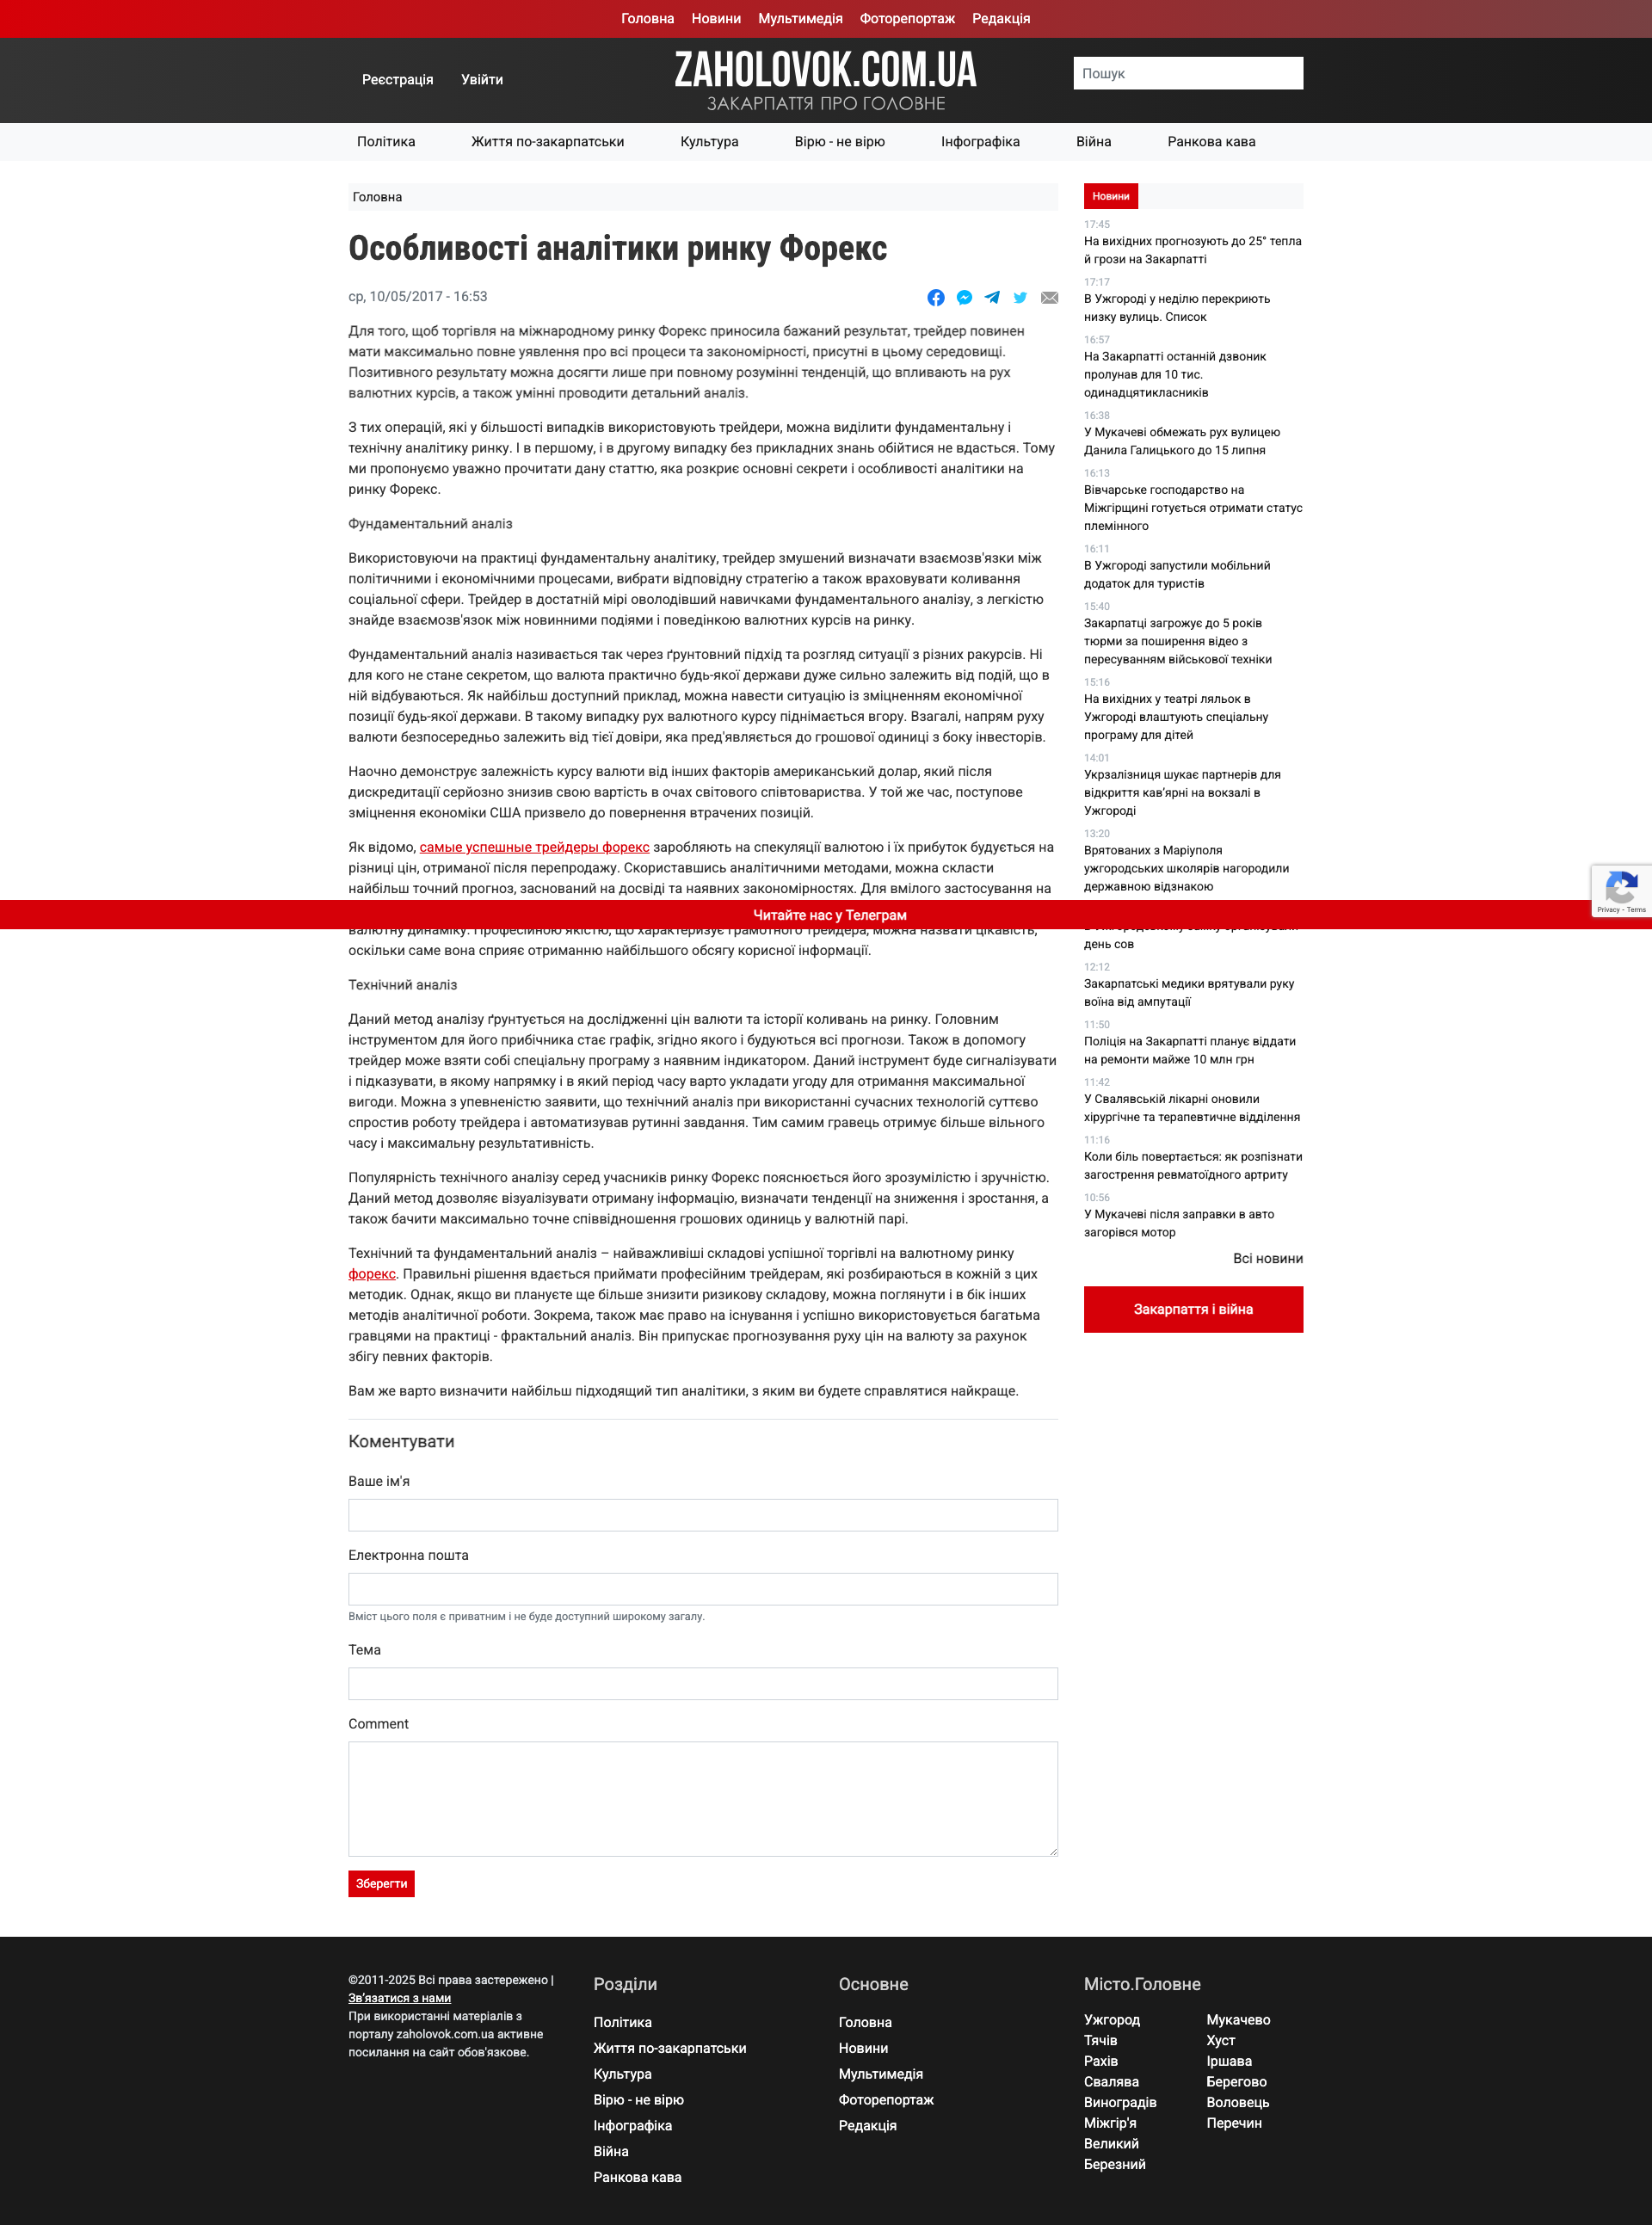 Головна Новини Мультимедія Фоторепортаж Редакція
Реєстрація Увійти
ZAHOLOVOK.COM.UA
ЗАКАРПАТТЯ ПРО ГОЛОВНЕ
Пошук
Політика Життя по-закарпатськи Культура Вірю - не вірю Інфографіка Війна Ранкова кава
Головна
Особливості аналітики ринку Форекс
ср, 10/05/2017 - 16:53
Для того, щоб торгівля на міжнародному ринку Форекс приносила бажаний результат, трейдер повинен
мати максимально повне уявлення про всі процеси та закономірності, присутні в цьому середовищі.
Позитивного результату можна досягти лише при повному розумінні тенденцій, що впливають на рух
валютних курсів, а також умінні проводити детальний аналіз.
З тих операцій, які у більшості випадків використовують трейдери, можна виділити фундаментальну і
технічну аналітику ринку. І в першому, і в другому випадку без прикладних знань обійтися не вдасться. Тому
ми пропонуємо уважно прочитати дану статтю, яка розкриє основні секрети і особливості аналітики на
ринку Форекс.
Фундаментальний аналіз
Використовуючи на практиці фундаментальну аналітику, трейдер змушений визначати взаємозв'язки між
політичними і економічними процесами, вибрати відповідну стратегію а також враховувати коливання
соціальної сфери. Трейдер в достатній мірі оволодівший навичками фундаментального аналізу, з легкістю
знайде взаємозв'язок між новинними подіями і поведінкою валютних курсів на ринку.
Фундаментальний аналіз називається так через ґрунтовний підхід та розгляд ситуації з різних ракурсів. Ні
для кого не стане секретом, що валюта практично будь-якої держави дуже сильно залежить від подій, що в
ній відбуваються. Як найбільш доступний приклад, можна навести ситуацію із зміцненням економічної
позиції будь-якої держави. В такому випадку рух валютного курсу піднімається вгору. Взагалі, напрям руху
валюти безпосередньо залежить від тієї довіри, яка пред'являється до грошової одиниці з боку інвесторів.
Наочно демонструє залежність курсу валюти від інших факторів американський долар, який після
дискредитації серйозно знизив свою вартість в очах світового співтовариства. У той же час, поступове
зміцнення економіки США призвело до повернення втрачених позицій.
Як відомо, самые успешные трейдеры форекс заробляють на спекуляції валютою і їх прибуток будується на
різниці цін, отриманої після перепродажу. Скориставшись аналітичними методами, можна скласти
найбільш точний прогноз, заснований на досвіді та наявних закономірностях. Для вмілого застосування на
Читайте нас у Телеграм
валютну динаміку. Професійною якістю, що характеризує грамотного трейдера, можна назвати цікавість,
оскільки саме вона сприяє отриманню найбільшого обсягу корисної інформації.
Технічний аналіз
Даний метод аналізу ґрунтується на дослідженні цін валюти та історії коливань на ринку. Головним
інструментом для його прибічника стає графік, згідно якого і будуються всі прогнози. Також в допомогу
трейдер може взяти собі спеціальну програму з наявним індикатором. Даний інструмент буде сигналізувати
і підказувати, в якому напрямку і в який період часу варто укладати угоду для отримання максимальної
вигоди. Можна з упевненістю заявити, що технічний аналіз при використанні сучасних технологій суттєво
спростив роботу трейдера і автоматизував рутинні завдання. Тим самим гравець отримує більше вільного
часу і максимальну результативність.
Популярність технічного аналізу серед учасників ринку Форекс пояснюється його зрозумілістю і зручністю.
Даний метод дозволяє візуалізувати отриману інформацію, визначати тенденції на зниження і зростання, а
також бачити максимально точне співвідношення грошових одиниць у валютній парі.
Технічний та фундаментальний аналіз – найважливіші складові успішної торгівлі на валютному ринку
форекс. Правильні рішення вдається приймати професійним трейдерам, які розбираються в кожній з цих
методик. Однак, якщо ви плануєте ще більше знизити ризикову складову, можна поглянути і в бік інших
методів аналітичної роботи. Зокрема, також має право на існування і успішно використовується багатьма
гравцями на практиці - фрактальний аналіз. Він припускає прогнозування руху цін на валюту за рахунок
збігу певних факторів.
Вам же варто визначити найбільш підходящий тип аналітики, з яким ви будете справлятися найкраще.
Коментувати
Ваше ім'я
Електронна пошта
Вміст цього поля є приватним і не буде доступний широкому загалу.
Тема
Comment
Зберегти
Новини
17:45
На вихідних прогнозують до 25° тепла
й грози на Закарпатті
17:17
В Ужгороді у неділю перекриють
низку вулиць. Список
16:57
На Закарпатті останній дзвоник
пролунав для 10 тис.
одинадцятикласників
16:38
У Мукачеві обмежать рух вулицею
Данила Галицького до 15 липня
16:13
Вівчарське господарство на
Міжгірщині готується отримати статус
племінного
16:11
В Ужгороді запустили мобільний
додаток для туристів
15:40
Закарпатці загрожує до 5 років
тюрми за поширення відео з
пересуванням військової техніки
15:16
На вихідних у театрі ляльок в
Ужгороді влаштують спеціальну
програму для дітей
14:01
Укрзалізниця шукає партнерів для
відкриття кав’ярні на вокзалі в
Ужгороді
13:20
Врятованих з Маріуполя
ужгородських школярів нагородили
державною відзнакою
день сов
12:12
Закарпатські медики врятували руку
воїна від ампутації
11:50
Поліція на Закарпатті планує віддати
на ремонти майже 10 млн грн
11:42
У Свалявській лікарні оновили
хірургічне та терапевтичне відділення
11:16
Коли біль повертається: як розпізнати
загострення ревматоїдного артриту
10:56
У Мукачеві після заправки в авто
загорівся мотор
Всі новини
Закарпаття і війна
Privacy - Terms
©2011-2025 Всі права застережено |
Зв’язатися з нами
При використанні матеріалів з
порталу zaholovok.com.ua активне
посилання на сайт обов'язкове.
Розділи
Політика
Життя по-закарпатськи
Культура
Вірю - не вірю
Інфографіка
Війна
Ранкова кава
Основне
Головна
Новини
Мультимедія
Фоторепортаж
Редакція
Місто.Головне
Ужгород
Тячів
Рахів
Свалява
Виноградів
Міжгір'я
Великий
Березний
Мукачево
Хуст
Іршава
Берегово
Воловець
Перечин